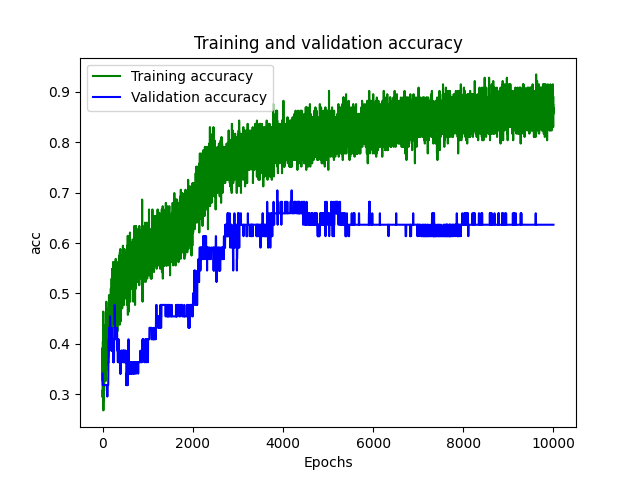 Training and validation accuracy
Training accuracy
Validation accuracy
0.9
0.8
0.7
0.6
0.5
0.4
0.3
acc
0 2000 4000 6000 8000 10000
Epochs